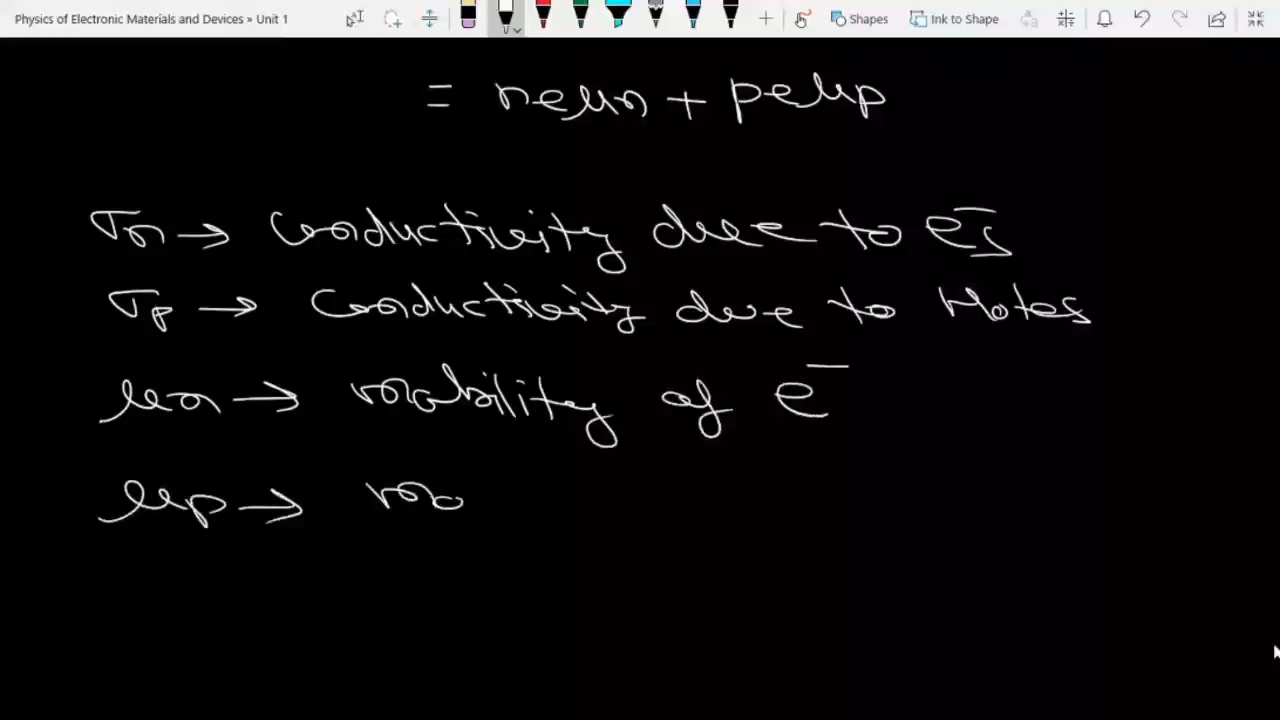 Physics of Electronic Materials and Devices » Unit 1
Shapes
Ink to Shape
= neμn + peμp
σn → conductivity due to e⁻s
σp → conductivity due to Holes
μn → mobility of e⁻
μp → mo